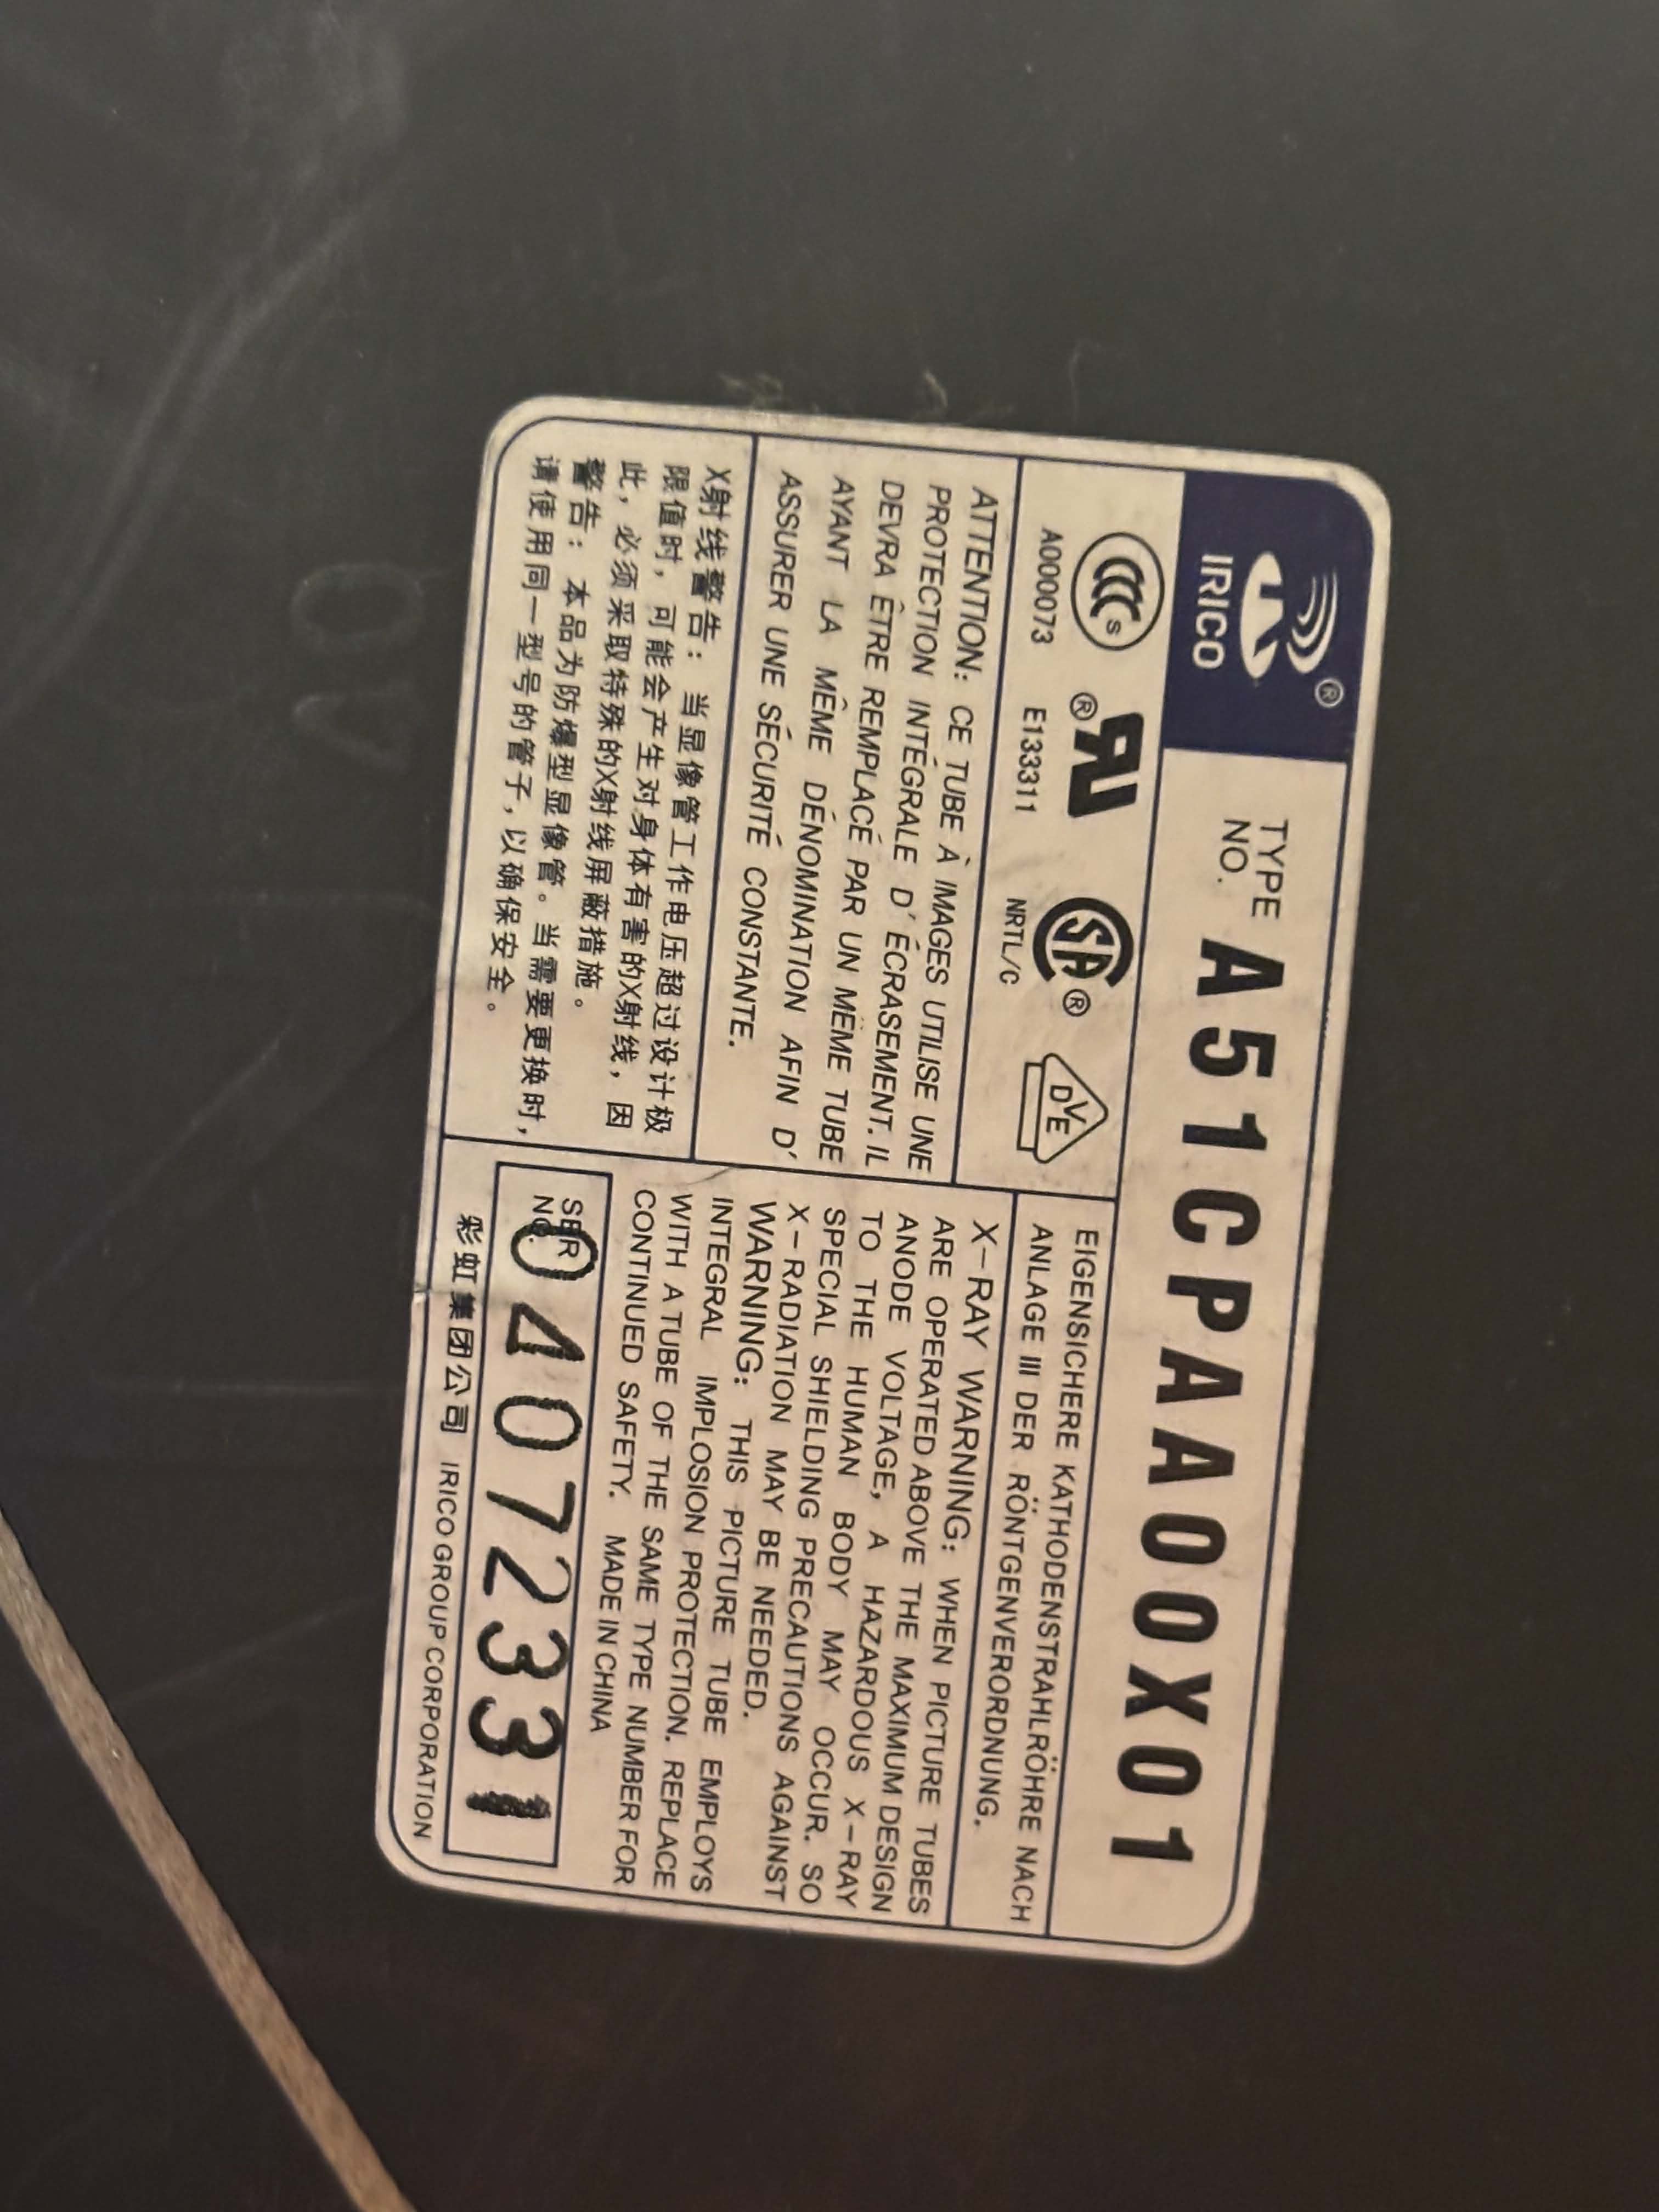 IRICO ®
TYPE NO. A51CPAA00X01
CCC S
® UR
SA ®
DVE
A000073 E133311 NRTL/C
EIGENSICHERE KATHODENSTRAHLRÖHRE NACH
ANLAGE III DER RÖNTGENVERORDNUNG.
ATTENTION: CE TUBE À IMAGES UTILISE UNE
PROTECTION INTÉGRALE D'ÉCRASEMENT. IL
DEVRA ÊTRE REMPLACÉ PAR UN MÊME TUBE
AYANT LA MÊME DÉNOMINATION AFIN D'
ASSURER UNE SÉCURITÉ CONSTANTE.
X射线警告:当显像管工作电压超过设计极
限值时,可能会产生对身体有害的X射线,因
此,必须采取特殊的X射线屏蔽措施。
警告:本品为防爆型显像管。当需要更换时,
请使用同一型号的管子,以确保安全。
X-RAY WARNING: WHEN PICTURE TUBES
ARE OPERATED ABOVE THE MAXIMUM DESIGN
ANODE VOLTAGE, A HAZARDOUS X-RAY
TO THE HUMAN BODY MAY OCCUR. SO
SPECIAL SHIELDING PRECAUTIONS AGAINST
X-RADIATION MAY BE NEEDED.
WARNING: THIS PICTURE TUBE EMPLOYS
INTEGRAL IMPLOSION PROTECTION. REPLACE
WITH A TUBE OF THE SAME TYPE NUMBER FOR
CONTINUED SAFETY. MADE IN CHINA
SER NO. 04072331
彩虹集团公司 IRICO GROUP CORPORATION